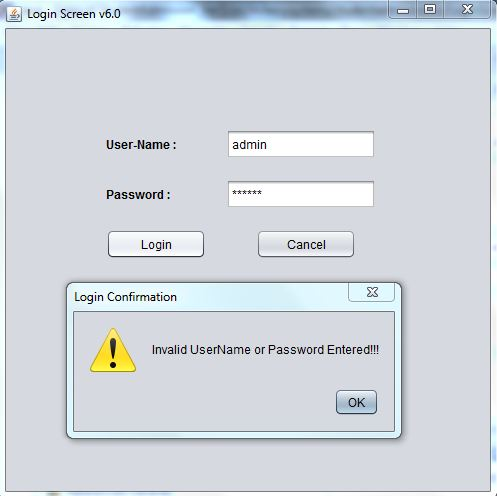 Login Screen v6.0
User-Name : admin
Password : ******
Login Cancel
Login Confirmation
Invalid UserName or Password Entered!!!
OK